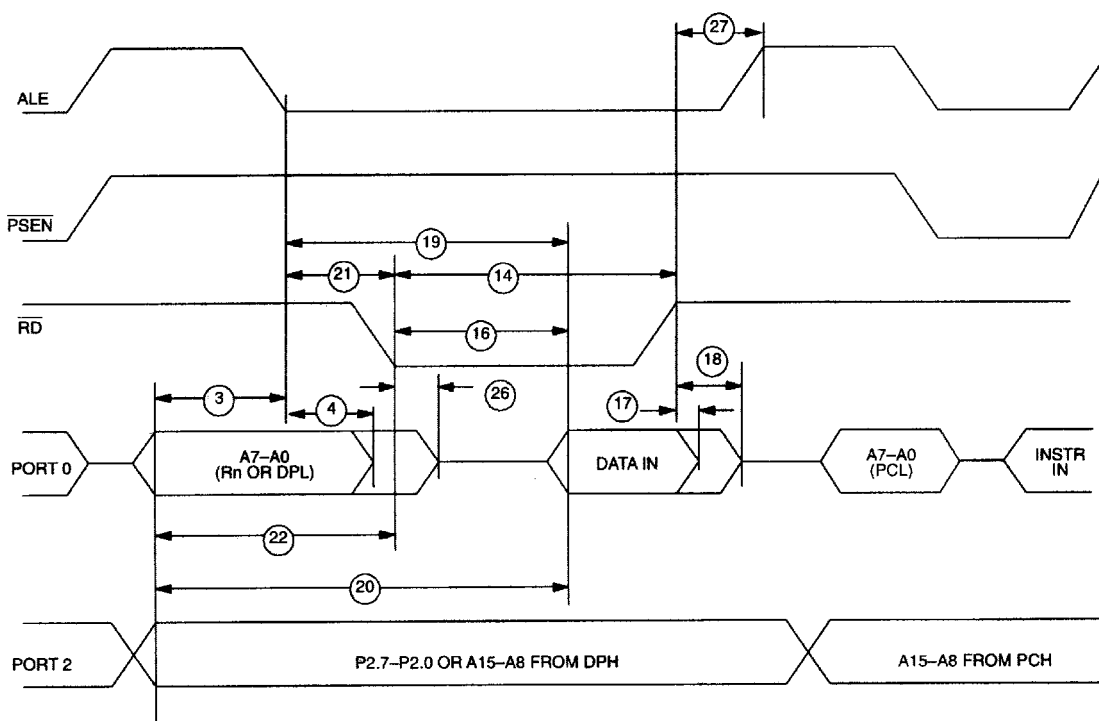 27
ALE
PSEN
19
21
14
RD
16
18
3
4
26
17
PORT 0
A7–A0
(Rn OR DPL)
DATA IN
A7–A0
(PCL)
INSTR
IN
22
20
PORT 2
P2.7–P2.0 OR A15–A8 FROM DPH
A15–A8 FROM PCH